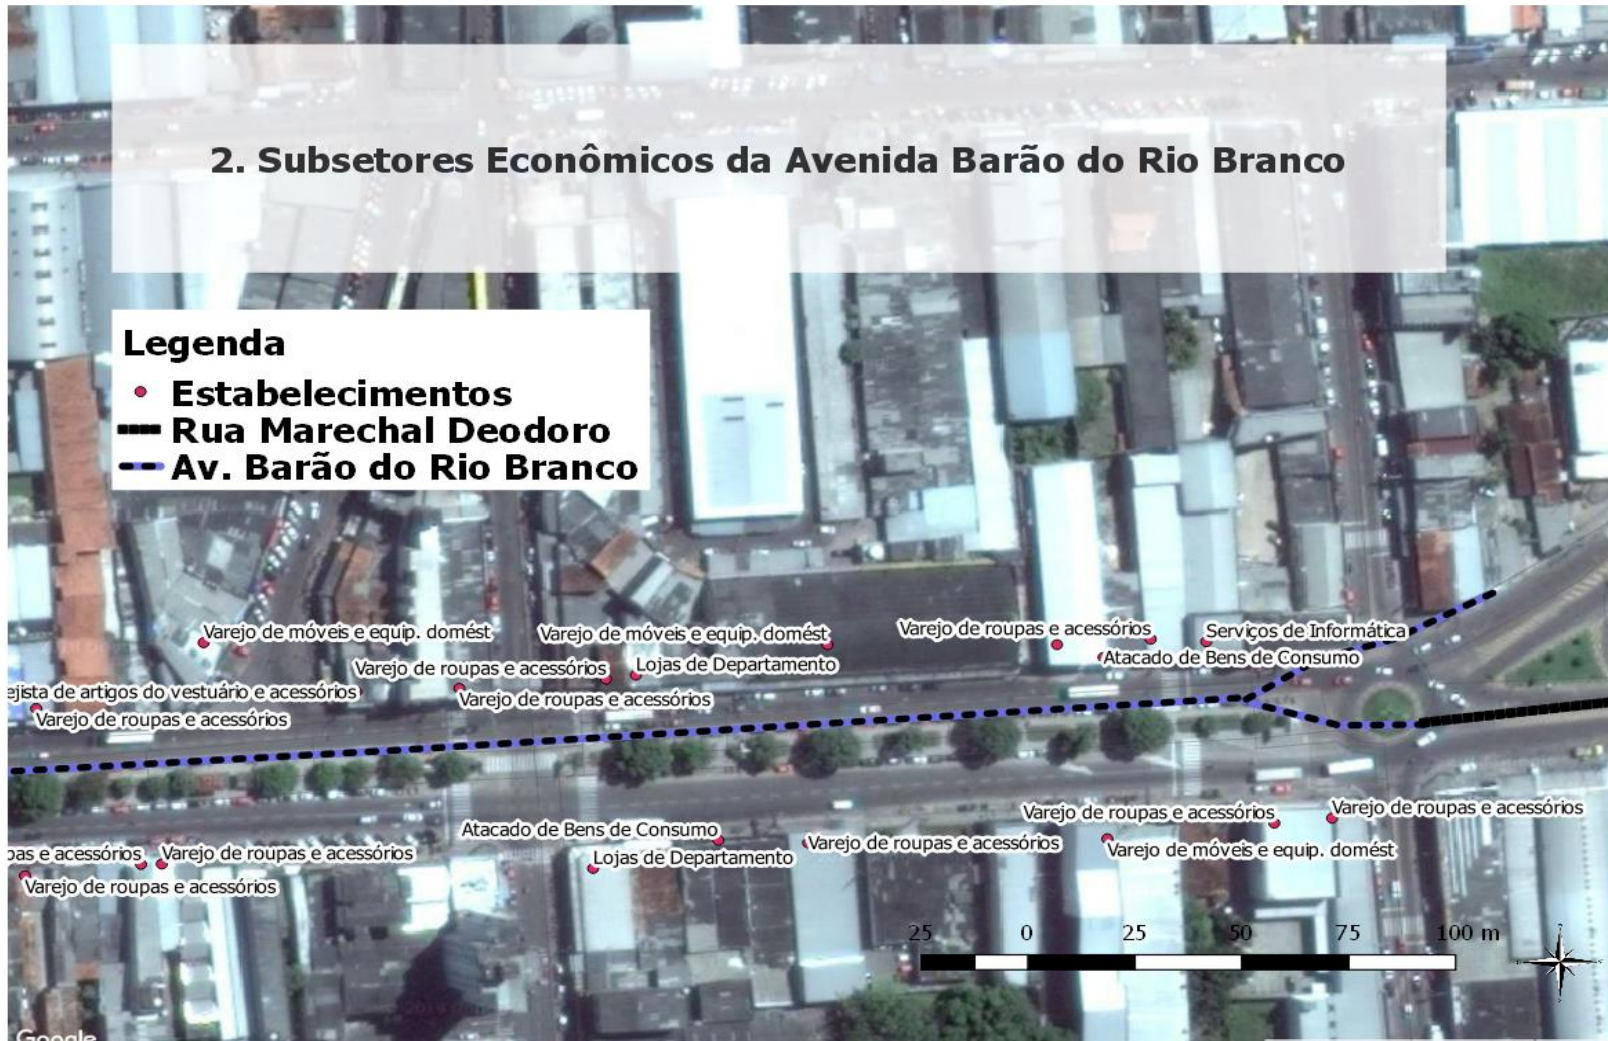 2. Subsetores Econômicos da Avenida Barão do Rio Branco
Legenda
Estabelecimentos
Rua Marechal Deodoro
Av. Barão do Rio Branco
Varejo de móveis e equip. domést
Varejo de móveis e equip. domést
Varejo de roupas e acessórios
Serviços de Informática
Varejo de roupas e acessórios
Lojas de Departamento
Atacado de Bens de Consumo
ejista de artigos do vestuário e acessórios
Varejo de roupas e acessórios
Varejo de roupas e acessórios
Varejo de roupas e acessórios
Varejo de roupas e acessórios
Atacado de Bens de Consumo
Varejo de roupas e acessórios
Varejo de móveis e equip. domést
pas e acessórios
Varejo de roupas e acessórios
Lojas de Departamento
Varejo de roupas e acessórios
25 0 25 50 75 100 m
Google